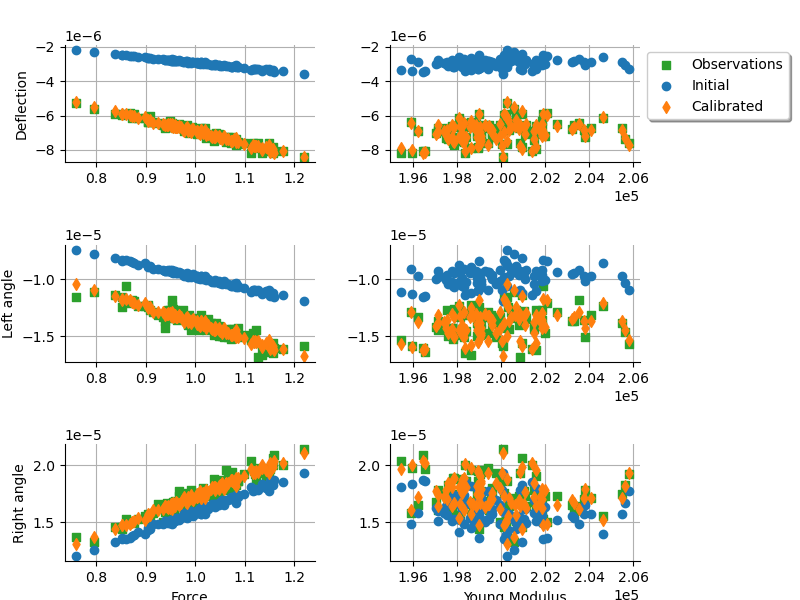 1e−6
1e−6
−2
−4
−6
−8
Deflection
0.8 0.9 1.0 1.1 1.2
−2
−4
−6
−8
1.96 1.98 2.00 2.02 2.04 2.06
1e5
Observations
Initial
Calibrated
1e−5
1e−5
−1.0
−1.5
Left angle
0.8 0.9 1.0 1.1 1.2
−1.0
−1.5
1.96 1.98 2.00 2.02 2.04 2.06
1e5
1e−5
1e−5
2.0
1.5
Right angle
0.8 0.9 1.0 1.1 1.2
Force
2.0
1.5
1.96 1.98 2.00 2.02 2.04 2.06
1e5
Young Modulus